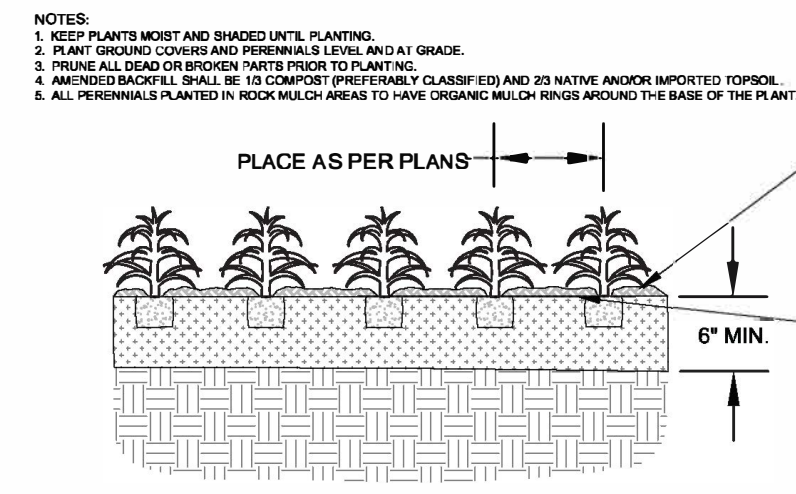 NOTES:
1. KEEP PLANTS MOIST AND SHADED UNTIL PLANTING.
2. PLANT GROUND COVERS AND PERENNIALS LEVEL AND AT GRADE.
3. PRUNE ALL DEAD OR BROKEN PARTS PRIOR TO PLANTING.
4. AMENDED BACKFILL SHALL BE 1/3 COMPOST (PREFERABLY CLASSIFIED) AND 2/3 NATIVE AND/OR IMPORTED TOPSOIL.
5. ALL PERENNIALS PLANTED IN ROCK MULCH AREAS TO HAVE ORGANIC MULCH RINGS AROUND THE BASE OF THE PLANT
PLACE AS PER PLANS
6" MIN.